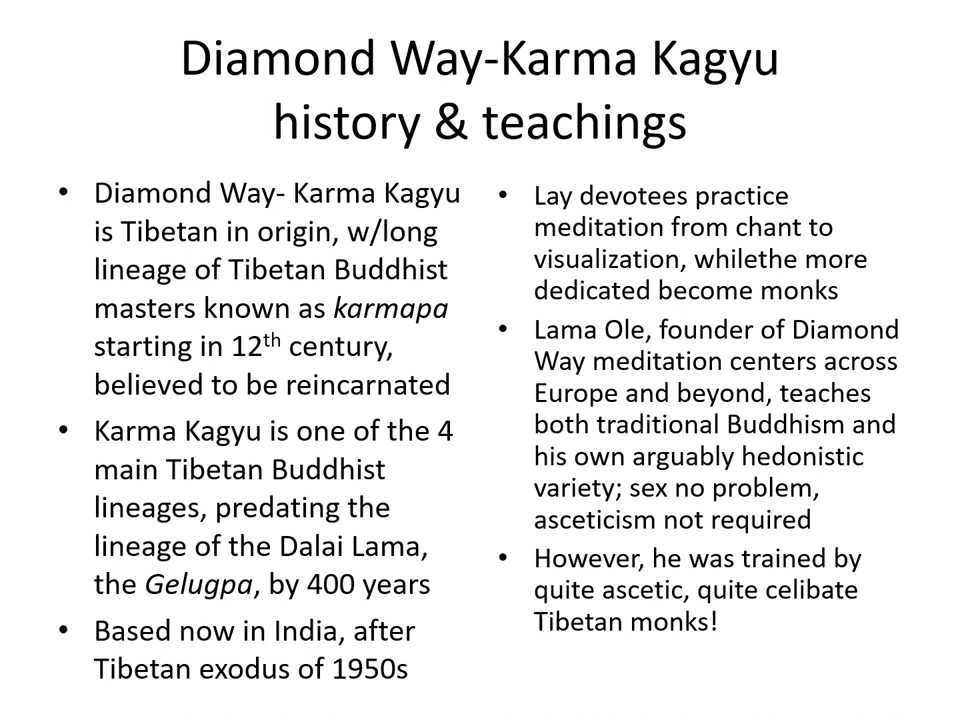 Diamond Way-Karma Kagyu
history & teachings
• Diamond Way- Karma Kagyu
is Tibetan in origin, w/long
lineage of Tibetan Buddhist
masters known as karmapa
starting in 12th century,
believed to be reincarnated
• Karma Kagyu is one of the 4
main Tibetan Buddhist
lineages, predating the
lineage of the Dalai Lama,
the Gelugpa, by 400 years
• Based now in India, after
Tibetan exodus of 1950s
• Lay devotees practice
meditation from chant to
visualization, whilethe more
dedicated become monks
• Lama Ole, founder of Diamond
Way meditation centers across
Europe and beyond, teaches
both traditional Buddhism and
his own arguably hedonistic
variety; sex no problem,
asceticism not required
• However, he was trained by
quite ascetic, quite celibate
Tibetan monks!